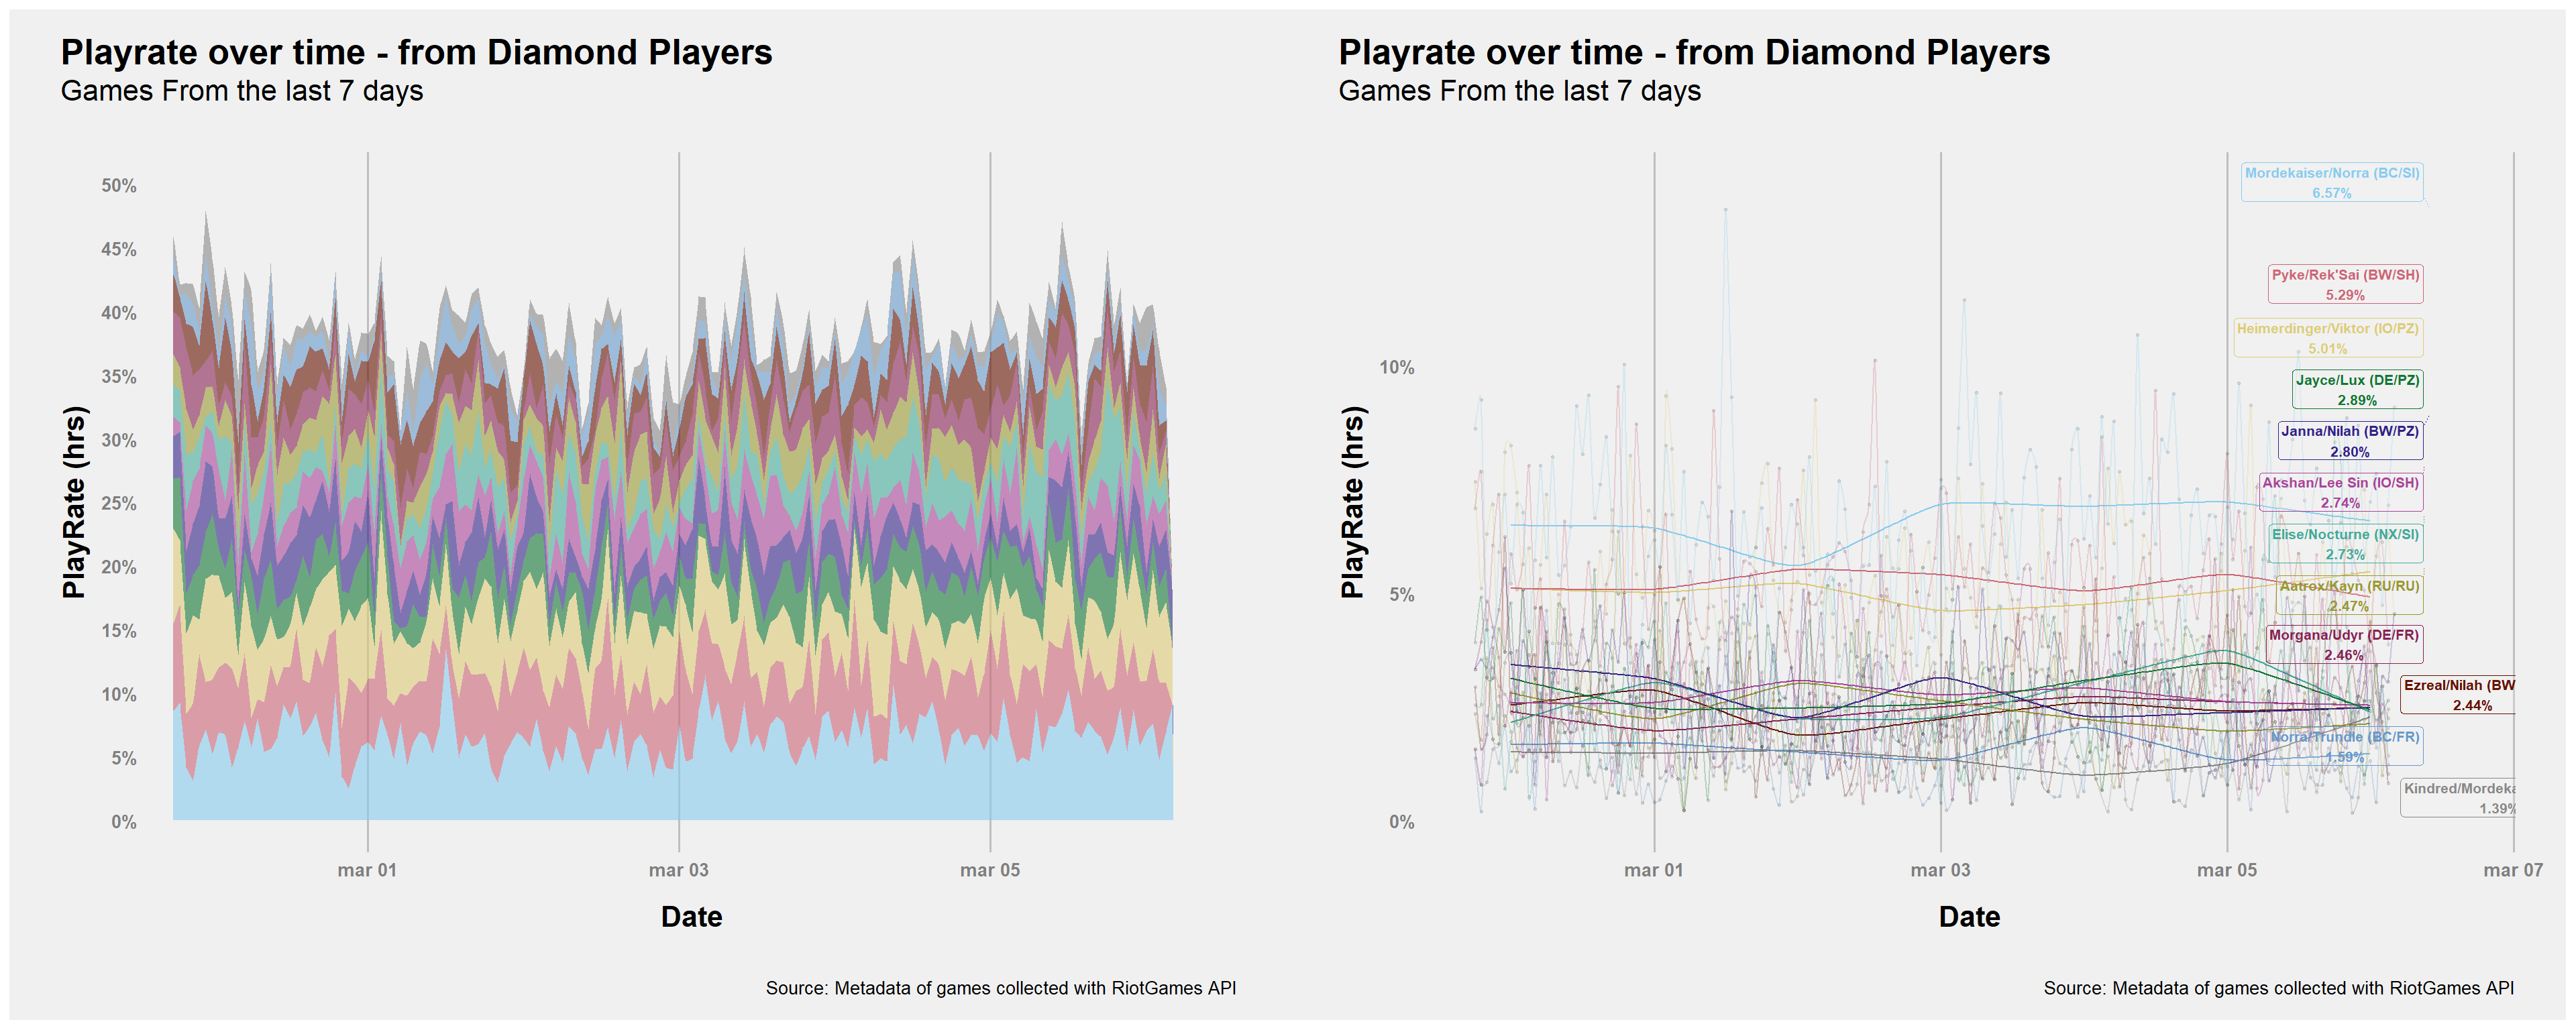 Playrate over time - from Diamond Players
Games From the last 7 days
PlayRate (hrs)
50%
45%
40%
35%
30%
25%
20%
15%
10%
5%
0%
mar 01
mar 03
mar 05
Date
Source: Metadata of games collected with RiotGames API
Playrate over time - from Diamond Players
Games From the last 7 days
PlayRate (hrs)
10%
5%
0%
Mordekaiser/Norra (BC/SI)
6.57%
Pyke/Rek'Sai (BW/SH)
5.29%
Heimerdinger/Viktor (IO/PZ)
5.01%
Jayce/Lux (DE/PZ)
2.89%
Janna/Nilah (BW/PZ)
2.80%
Akshan/Lee Sin (IO/SH)
2.74%
Elise/Nocturne (NX/SI)
2.73%
Aatrox/Kayn (RU/RU)
2.47%
Morgana/Udyr (DE/FR)
2.46%
Ezreal/Nilah (BW
2.44%
Norra/Trundle (BC/FR)
1.59%
Kindred/Mordeka
1.39%
mar 01
mar 03
mar 05
mar 07
Date
Source: Metadata of games collected with RiotGames API